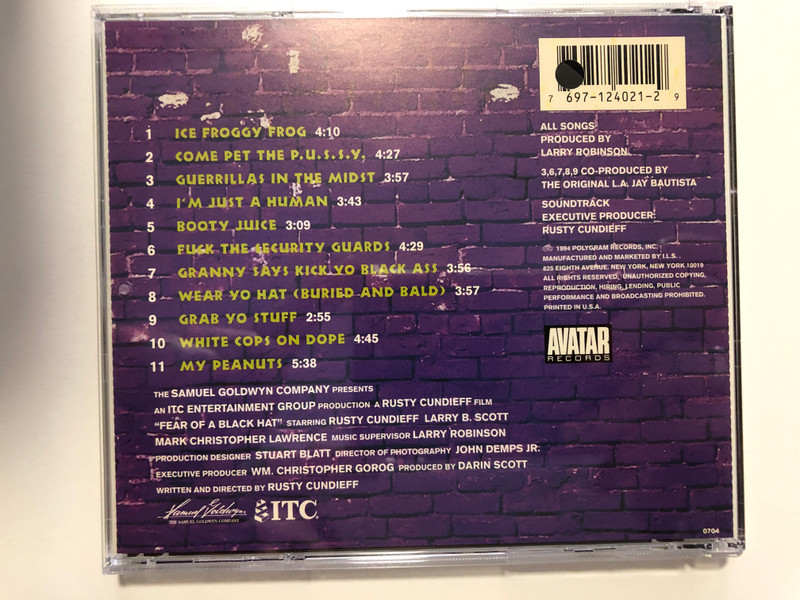 1 ICE FROGGY FROG 4:10
2 COME PET THE P.U.S.S.Y. 4:27
3 GUERRILLAS IN THE MIDST 3:57
4 I'M JUST A HUMAN 3:43
5 BOOTY JUICE 3:09
6 FUCK THE SECURITY GUARDS 4:29
7 GRANNY SAYS KICK YO BLACK ASS 3:56
8 WEAR YO HAT (BURIED AND BALD) 3:57
9 GRAB YO STUFF 2:55
10 WHITE COPS ON DOPE 4:45
11 MY PEANUTS 5:38
THE SAMUEL GOLDWYN COMPANY PRESENTS
AN ITC ENTERTAINMENT GROUP PRODUCTION A RUSTY CUNDIEFF FILM
"FEAR OF A BLACK HAT" STARRING RUSTY CUNDIEFF LARRY B. SCOTT
MARK CHRISTOPHER LAWRENCE MUSIC SUPERVISOR LARRY ROBINSON
PRODUCTION DESIGNER STUART BLATT DIRECTOR OF PHOTOGRAPHY JOHN DEMPS JR.
EXECUTIVE PRODUCER WM. CHRISTOPHER GOROG PRODUCED BY DARIN SCOTT
WRITTEN AND DIRECTED BY RUSTY CUNDIEFF
Samuel Goldwyn
THE SAMUEL GOLDWYN COMPANY
ITC
7 697-124021-2 9
ALL SONGS
PRODUCED BY
LARRY ROBINSON
3,6,7,8,9 CO-PRODUCED BY
THE ORIGINAL L.A. JAY BAUTISTA
SOUNDTRACK
EXECUTIVE PRODUCER:
RUSTY CUNDIEFF
℗ © 1994 POLYGRAM RECORDS, INC.
MANUFACTURED AND MARKETED BY I.L.S.
825 EIGHTH AVENUE. NEW YORK, NEW YORK 10019
ALL RIGHTS RESERVED, UNAUTHORIZED COPYING,
REPRODUCTION, HIRING, LENDING, PUBLIC
PERFORMANCE AND BROADCASTING PROHIBITED.
PRINTED IN U.S.A.
AVATAR
RECORDS
0704